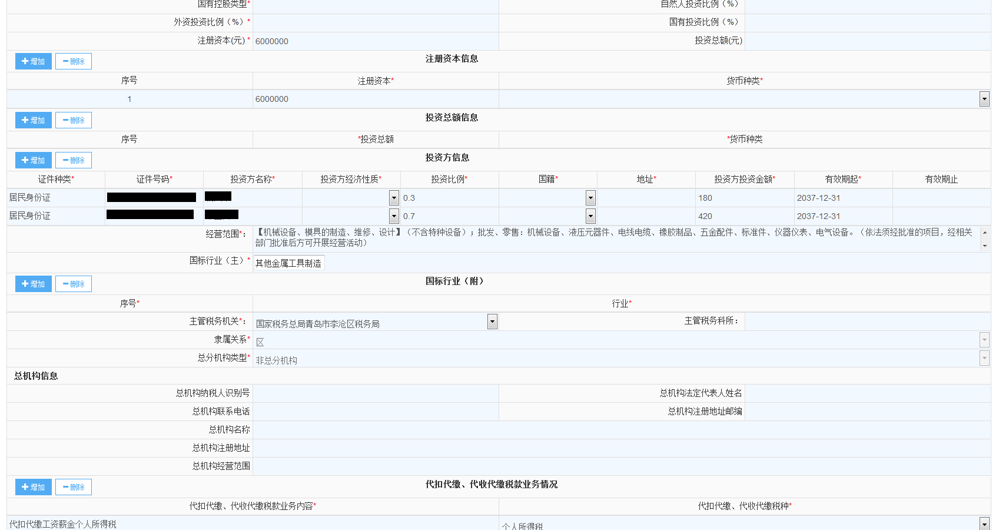 国有控股类型* 自然人投资比例（%）
外资投资比例（%）* 国有投资比例（%）
注册资本(元)* 6000000 投资总额(元)
增加 删除 注册资本信息
序号 注册资本* 货币种类*
1 6000000
增加 删除 投资总额信息
序号 *投资总额 *货币种类
增加 删除 投资方信息
证件种类* 证件号码* 投资方名称* 投资方经济性质* 投资比例* 国籍* 地址* 投资方投资金额* 有效期起* 有效期止
居民身份证 0.3 180 2037-12-31
居民身份证 0.7 420 2037-12-31
经营范围*： 【机械设备、模具的制造、维修、设计】（不含特种设备）；批发、零售：机械设备、液压元器件、电线电缆、橡胶制品、五金配件、标准件、仪器仪表、电气设备。（依法须经批准的项目，经相关
部门批准后方可开展经营活动）
国标行业（主）* 其他金属工具制造
增加 删除 国标行业（附）
序号* 行业*
主管税务机关*： 国家税务总局青岛市李沧区税务局 主管税务科所：
隶属关系* 区
总分机构类型* 非总分机构
总机构信息
总机构纳税人识别号 总机构法定代表人姓名
总机构联系电话 总机构注册地址邮编
总机构名称
总机构注册地址
总机构经营范围
增加 删除 代扣代缴、代收代缴税款业务情况
代扣代缴、代收代缴税款业务内容* 代扣代缴、代收代缴税种*
代扣代缴工资薪金个人所得税 个人所得税